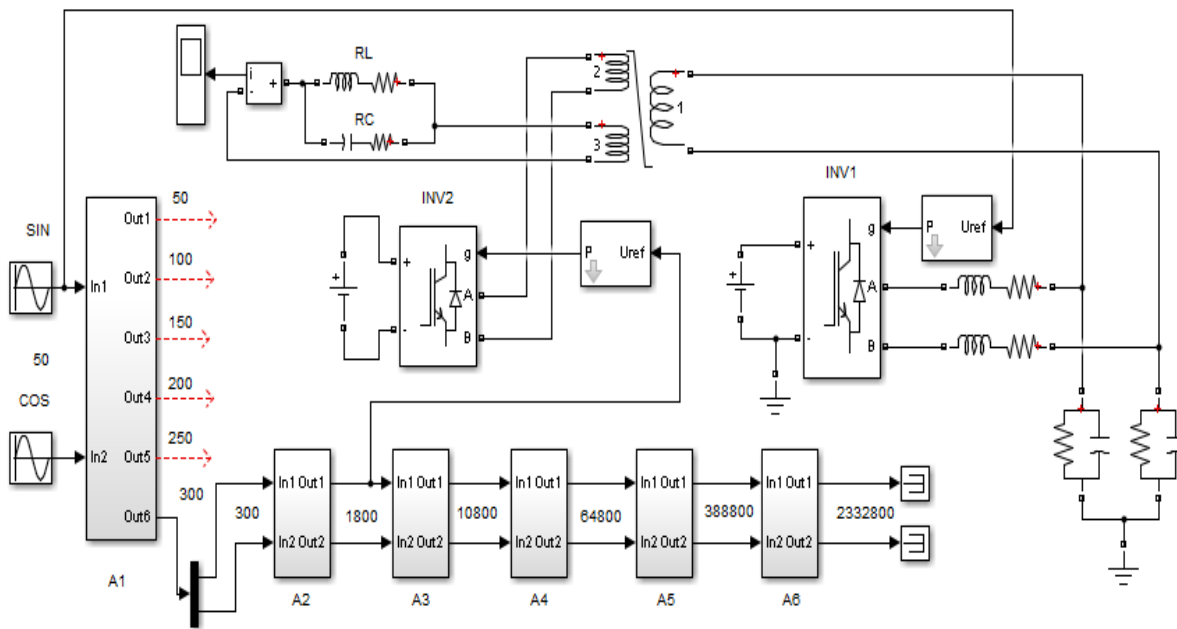 RL
i
+
-
RC
2
3
1
INV2
INV1
SIN
50
Out1
100
Out2
In1
150
Out3
50
200
Out4
COS
250
Out5
In2
300
Out6
A1
+
+
-
g
A
B
P
Uref
+
+
-
g
A
B
P
Uref
300
In1 Out1
In2 Out2
A2
1800
In1 Out1
In2 Out2
A3
10800
In1 Out1
In2 Out2
A4
64800
In1 Out1
In2 Out2
A5
388800
In1 Out1
In2 Out2
A6
2332800